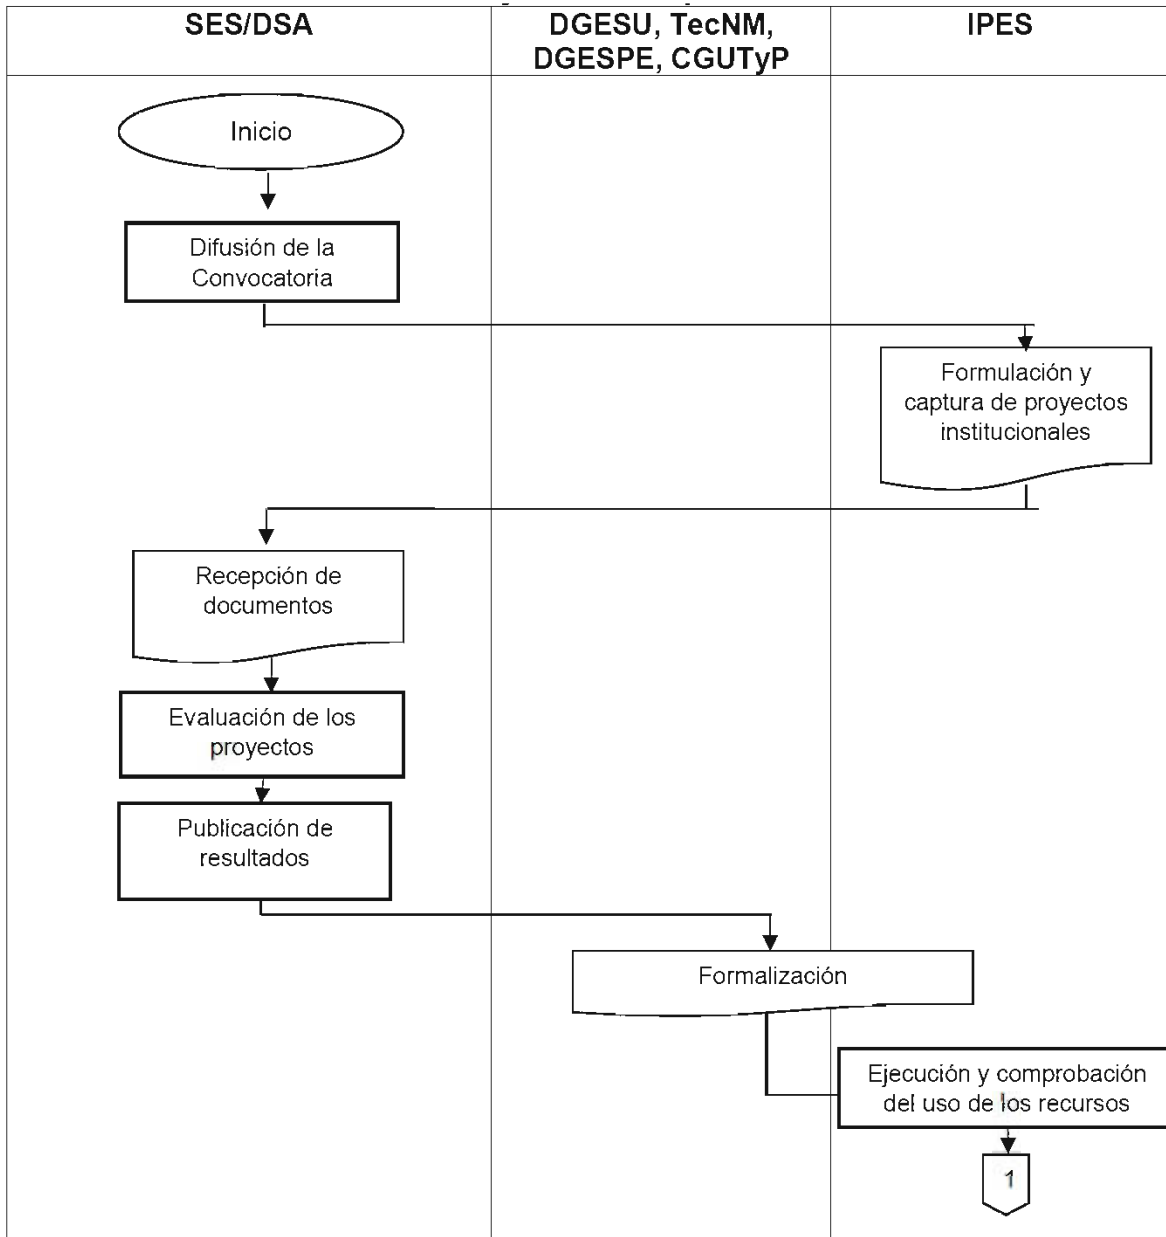 SES/DSA
DGESU, TecNM,
DGESPE, CGUTyP
IPES
Inicio
Difusión de la
Convocatoria
Formulación y
captura de proyectos
institucionales
Recepción de
documentos
Evaluación de los
proyectos
Publicación de
resultados
Formalización
Ejecución y comprobación
del uso de los recursos
1